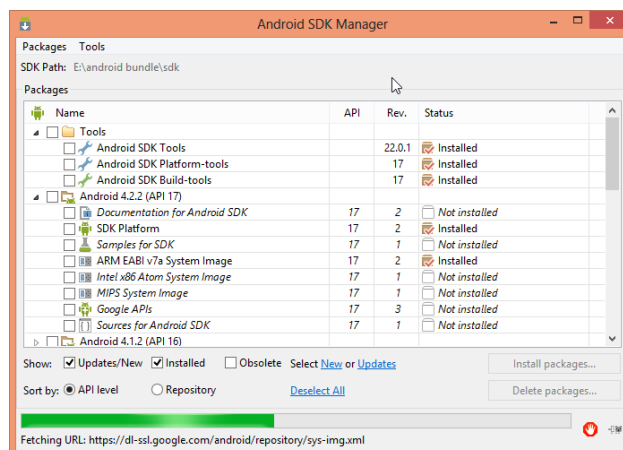 Android SDK Manager
Packages Tools
SDK Path: E:\android bundle\sdk
Packages
Name API Rev. Status
Tools
Android SDK Tools 22.0.1 Installed
Android SDK Platform-tools 17 Installed
Android SDK Build-tools 17 Installed
Android 4.2.2 (API 17)
Documentation for Android SDK 17 2 Not installed
SDK Platform 17 2 Installed
Samples for SDK 17 1 Not installed
ARM EABI v7a System Image 17 2 Installed
Intel x86 Atom System Image 17 1 Not installed
MIPS System Image 17 1 Not installed
Google APIs 17 3 Not installed
Sources for Android SDK 17 1 Not installed
Android 4.1.2 (API 16)
Show: Updates/New Installed Obsolete Select New or Updates Install packages...
Sort by: API level Repository Deselect All Delete packages...
Fetching URL: https://dl-ssl.google.com/android/repository/sys-img.xml